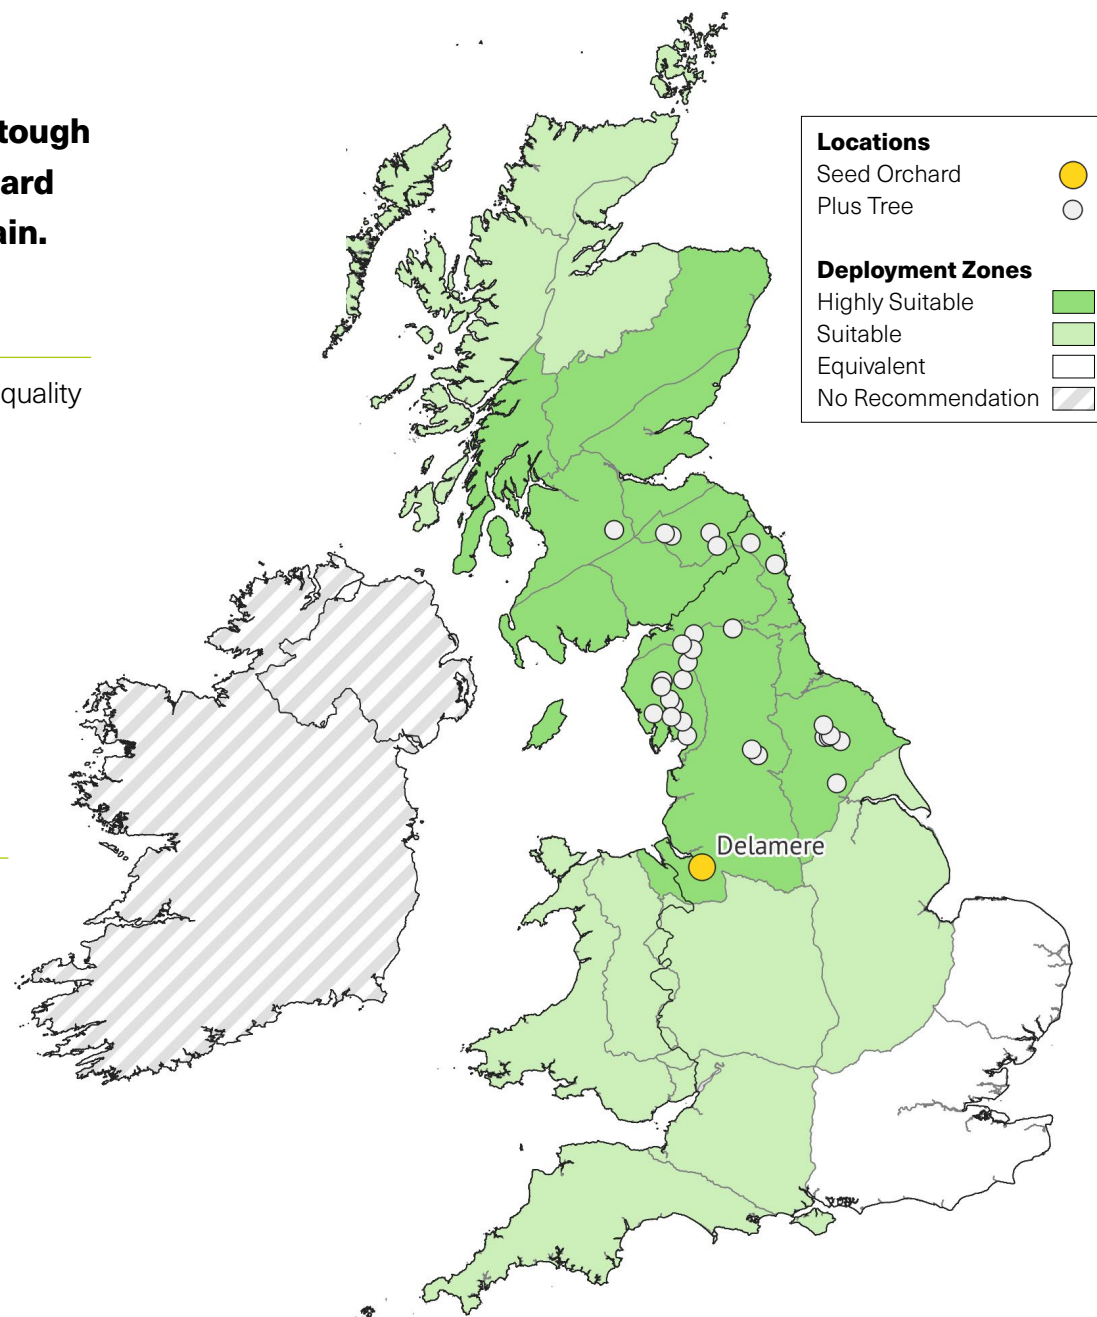 tough
ard
ain.
quality
Locations
Seed Orchard
Plus Tree
Deployment Zones
Highly Suitable
Suitable
Equivalent
No Recommendation
Delamere